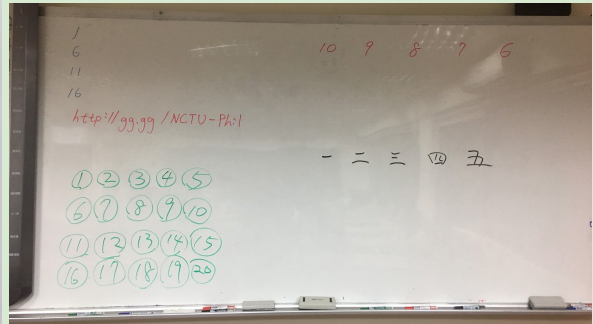 1
6
11
16
http://gg.gg/NCTU-Phil
10 9 8 7 6
一 二 三 四 五
① ② ③ ④ ⑤
⑥ ⑦ ⑧ ⑨ ⑩
⑪ ⑫ ⑬ ⑭ ⑮
⑯ ⑰ ⑱ ⑲ ⑳